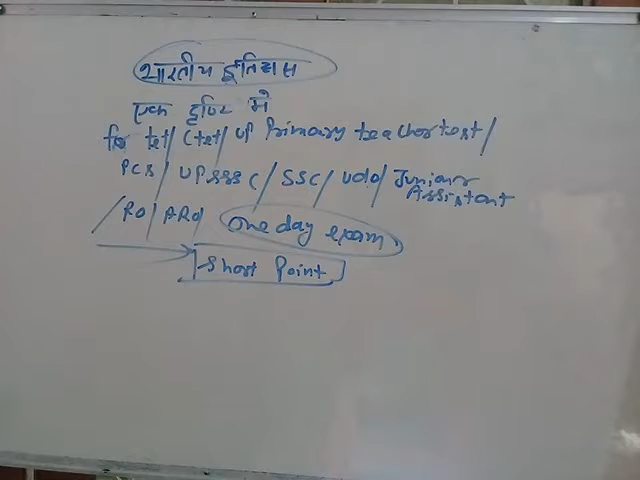 भारतीय इतिहास
एक दृष्टि में
for tet/ Ctet/ UP Primary teacher test/
PCS/ UPSSSC/ SSC/ Vdo/ Junior Assistant
/RO/ARO/ One day exam,
Short Point